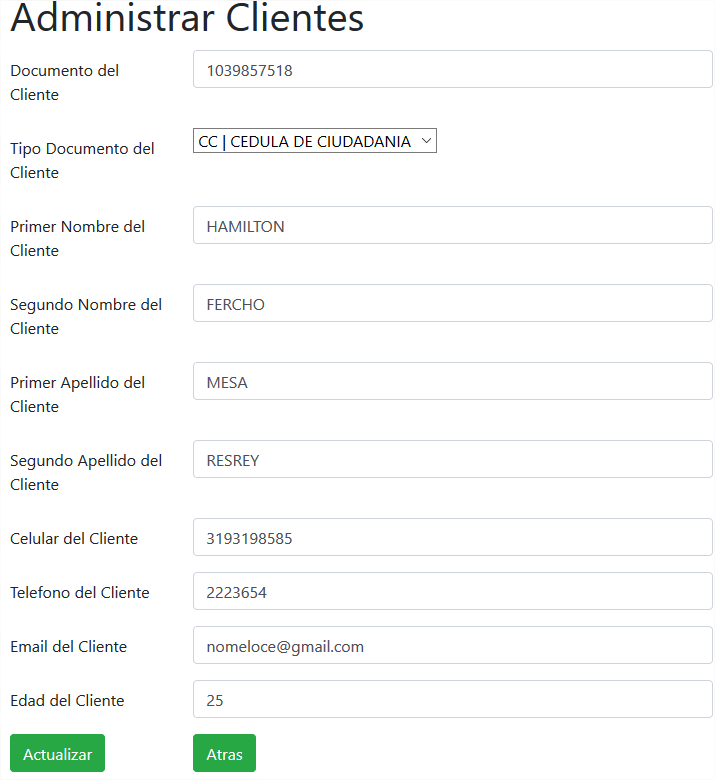 Administrar Clientes
Documento del
Cliente
1039857518
Tipo Documento del
Cliente
CC | CEDULA DE CIUDADANIA
Primer Nombre del
Cliente
HAMILTON
Segundo Nombre del
Cliente
FERCHO
Primer Apellido del
Cliente
MESA
Segundo Apellido del
Cliente
RESREY
Celular del Cliente
3193198585
Telefono del Cliente
2223654
Email del Cliente
nomeloce@gmail.com
Edad del Cliente
25
Actualizar
Atras